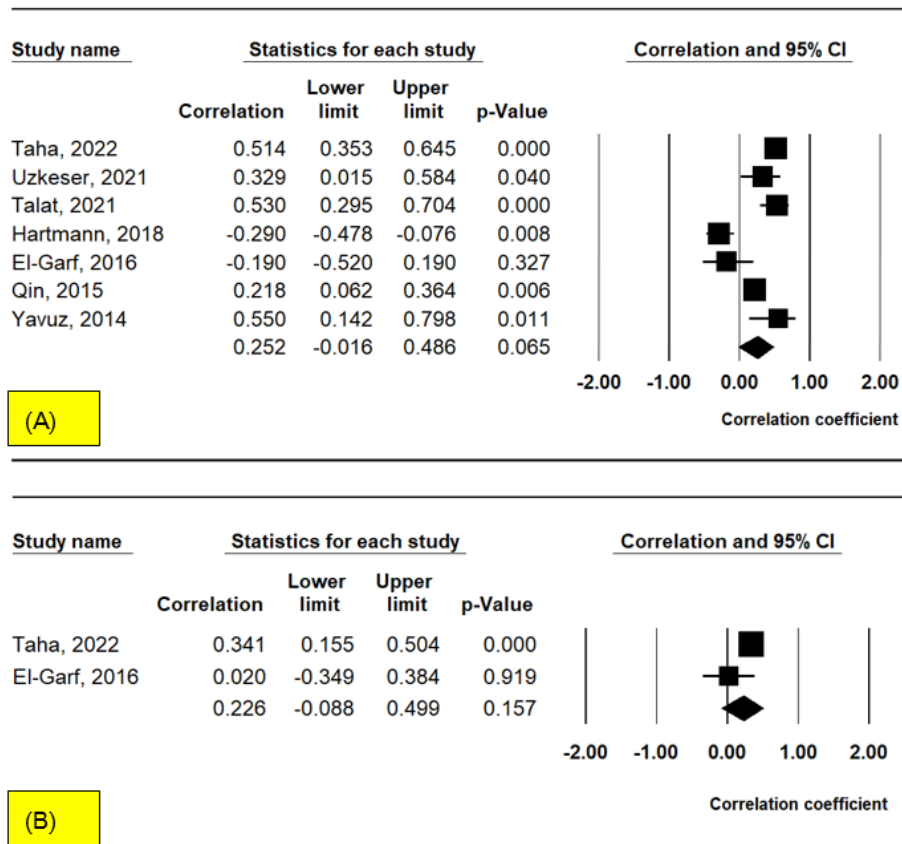 Study name Statistics for each study Correlation and 95% CI
Lower Upper
Correlation limit limit p-Value
Taha, 2022 0.514 0.353 0.645 0.000
Uzkeser, 2021 0.329 0.015 0.584 0.040
Talat, 2021 0.530 0.295 0.704 0.000
Hartmann, 2018 -0.290 -0.478 -0.076 0.008
El-Garf, 2016 -0.190 -0.520 0.190 0.327
Qin, 2015 0.218 0.062 0.364 0.006
Yavuz, 2014 0.550 0.142 0.798 0.011
0.252 -0.016 0.486 0.065
-2.00 -1.00 0.00 1.00 2.00
(A) Correlation coefficient
Study name Statistics for each study Correlation and 95% CI
Lower Upper
Correlation limit limit p-Value
Taha, 2022 0.341 0.155 0.504 0.000
El-Garf, 2016 0.020 -0.349 0.384 0.919
0.226 -0.088 0.499 0.157
-2.00 -1.00 0.00 1.00 2.00
Correlation coefficient
(B)